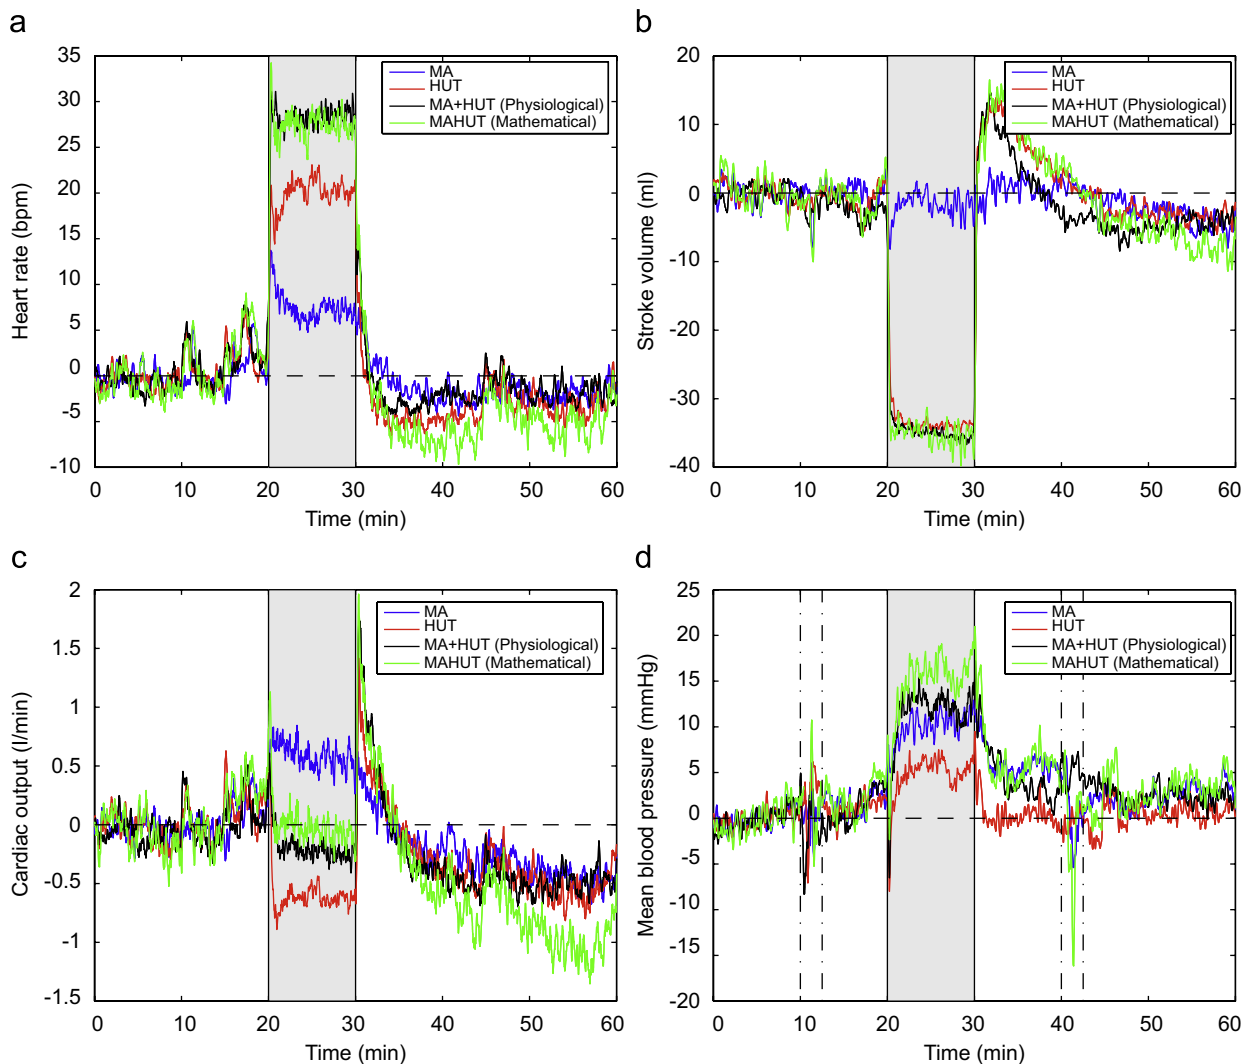 a
35
30
25
20
15
10
5
0
-5
-10
Heart rate (bpm)
MA
HUT
MA+HUT (Physiological)
MAHUT (Mathematical)
0 10 20 30 40 50 60
Time (min)
b
20
10
0
-10
-20
-30
-40
Stroke volume (ml)
MA
HUT
MA+HUT (Physiological)
MAHUT (Mathematical)
0 10 20 30 40 50 60
Time (min)
c
2
1.5
1
0.5
0
-0.5
-1
-1.5
Cardiac output (l/min)
MA
HUT
MA+HUT (Physiological)
MAHUT (Mathematical)
0 10 20 30 40 50 60
Time (min)
d
25
20
15
10
5
0
-5
-10
-15
-20
Mean blood pressure (mmHg)
MA
HUT
MA+HUT (Physiological)
MAHUT (Mathematical)
0 10 20 30 40 50 60
Time (min)